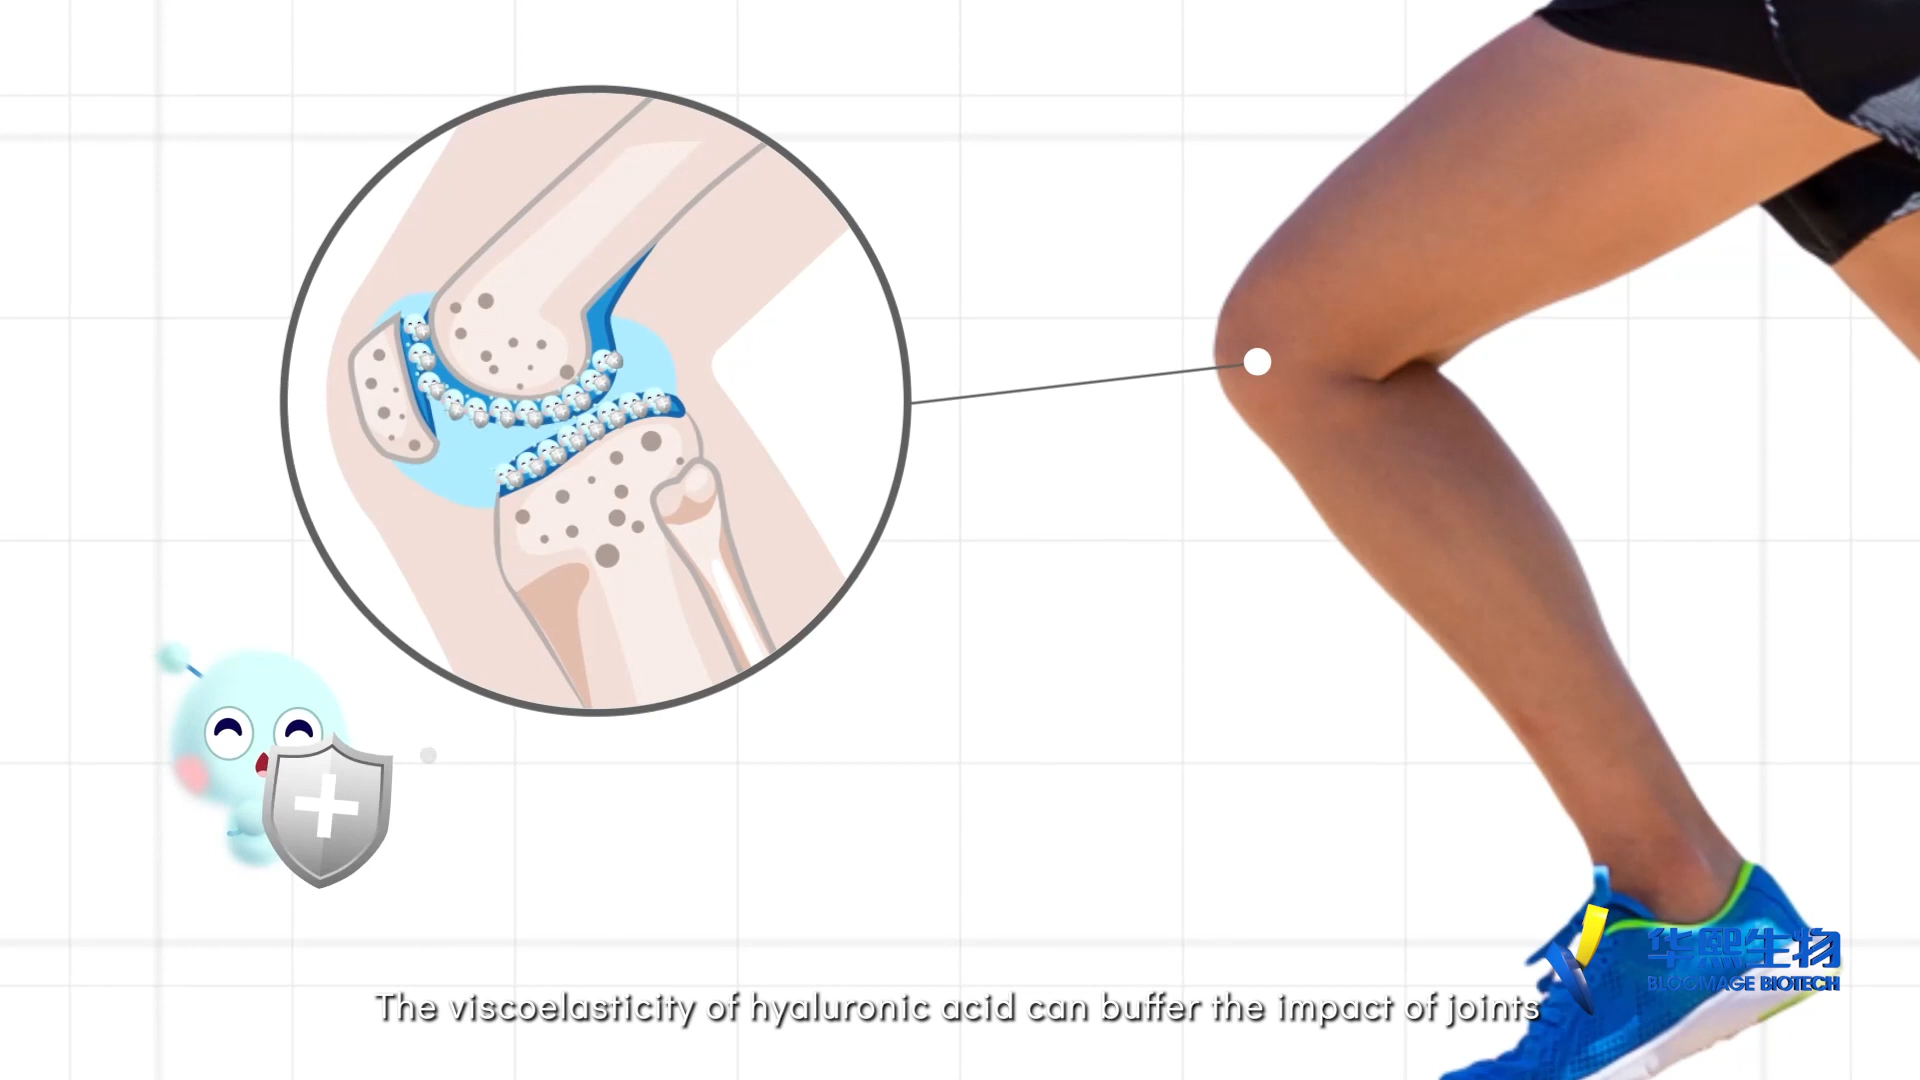 华熙生物
BLOOMAGE BIOTECH
The viscoelasticity of hyaluronic acid can buffer the impact of joints